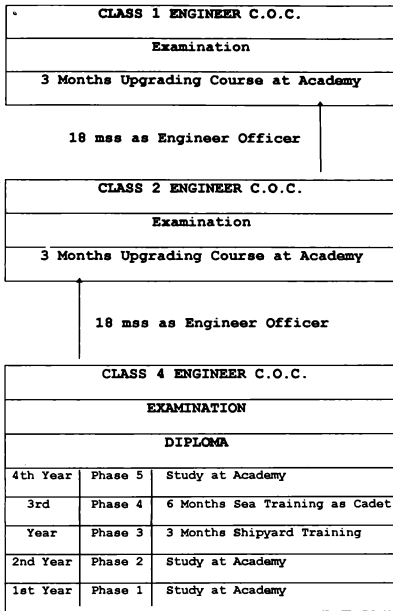 CLASS 1 ENGINEER C.O.C.
Examination
3 Months Upgrading Course at Academy
18 mss as Engineer Officer
CLASS 2 ENGINEER C.O.C.
Examination
3 Months Upgrading Course at Academy
18 mss as Engineer Officer
CLASS 4 ENGINEER C.O.C.
EXAMINATION
DIPLOMA
4th Year Phase 5 Study at Academy
3rd Phase 4 6 Months Sea Training as Cadet
Year Phase 3 3 Months Shipyard Training
2nd Year Phase 2 Study at Academy
1st Year Phase 1 Study at Academy